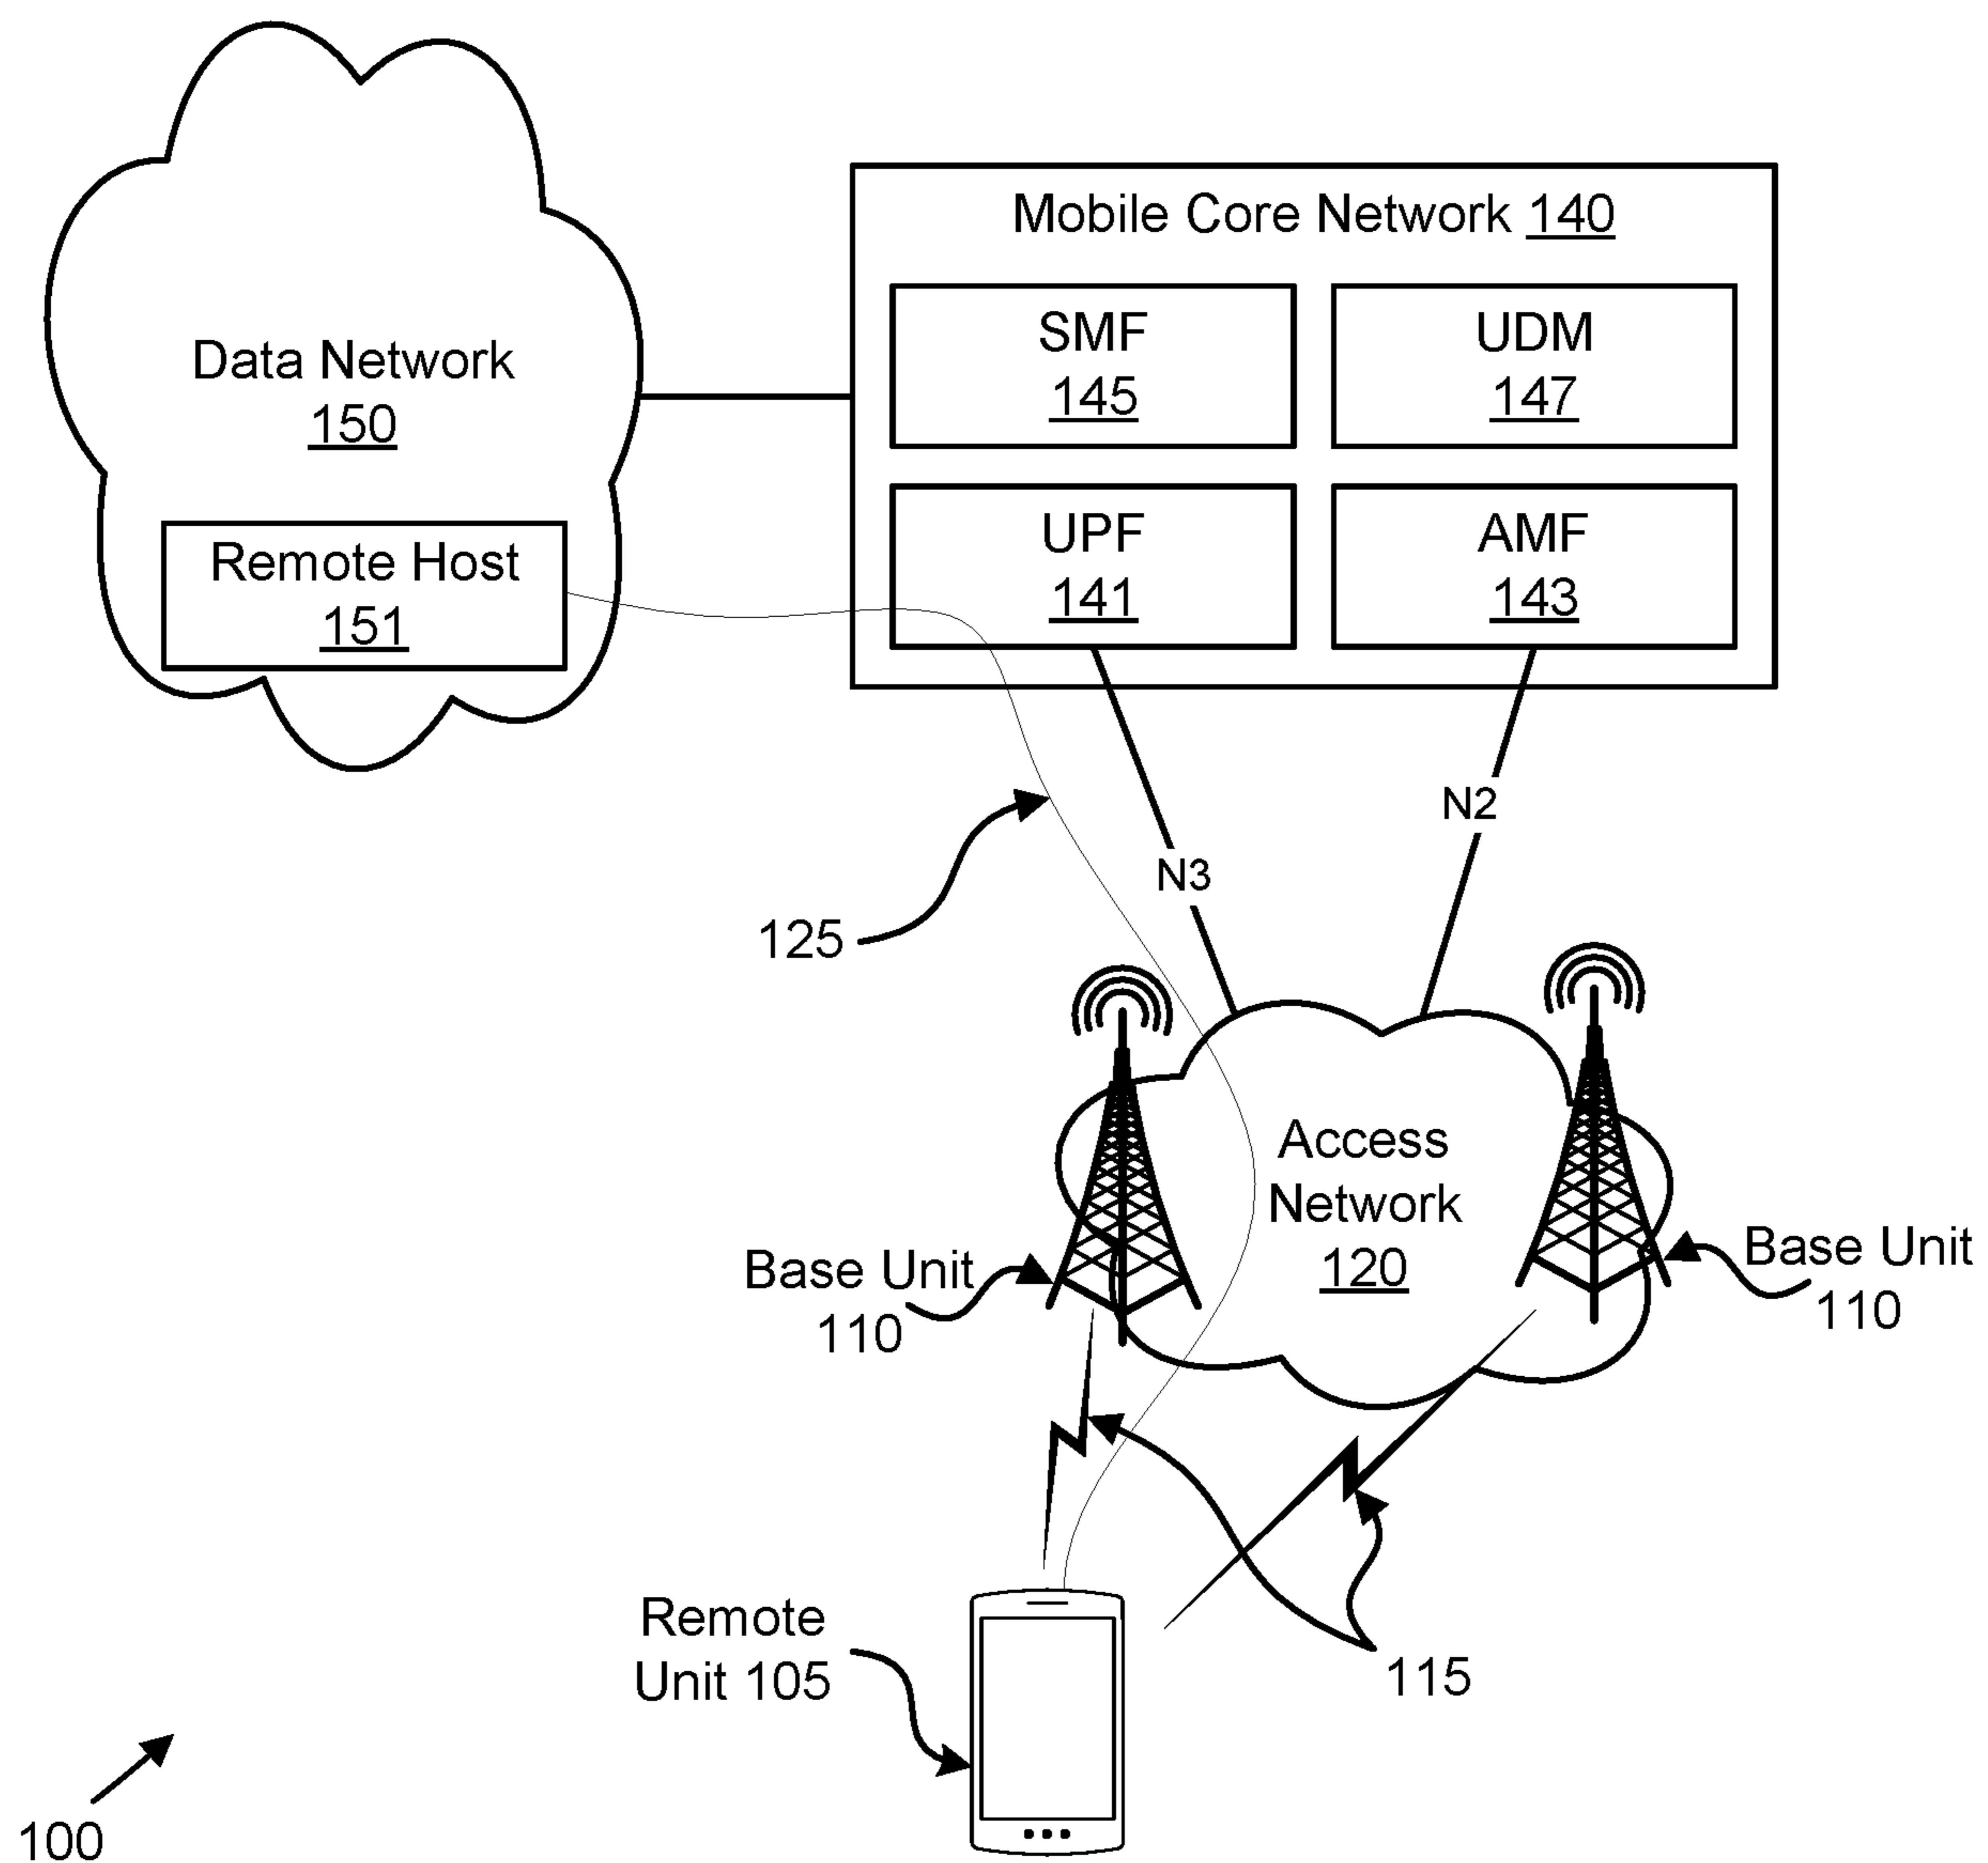 Mobile Core Network 140
SMF
145
UDM
147
Data Network
150
UPF
141
AMF
143
Remote Host
151
N2
N3
125
Access
Network
120
Base Unit
110
Base Unit
110
Remote
Unit 105
115
100